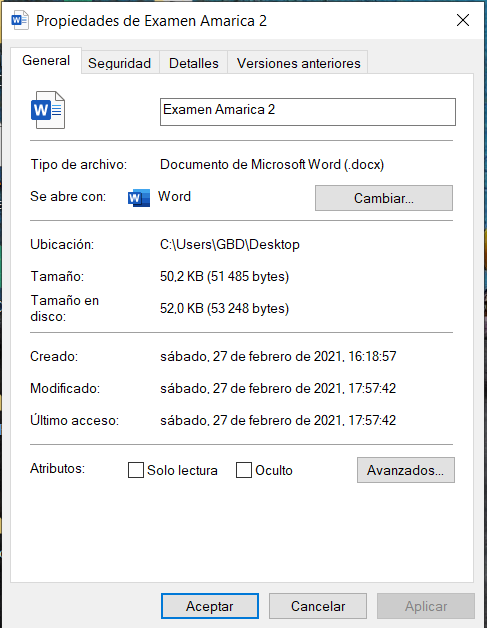 Propiedades de Examen Amarica 2
General Seguridad Detalles Versiones anteriores
Examen Amarica 2
Tipo de archivo: Documento de Microsoft Word (.docx)
Se abre con: Word Cambiar...
Ubicación: C:\Users\GBD\Desktop
Tamaño: 50,2 KB (51 485 bytes)
Tamaño en
disco: 52,0 KB (53 248 bytes)
Creado: sábado, 27 de febrero de 2021, 16:18:57
Modificado: sábado, 27 de febrero de 2021, 17:57:42
Último acceso: sábado, 27 de febrero de 2021, 17:57:42
Atributos: Solo lectura Oculto Avanzados...
Aceptar Cancelar Aplicar